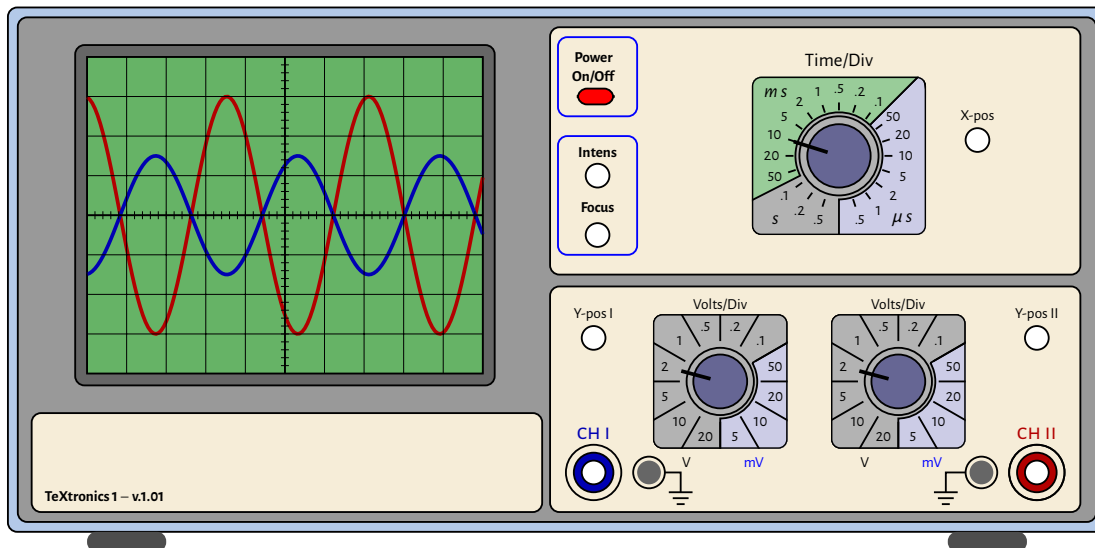 Power
On/Off
Intens
Focus
Time/Div
m s
.5
1
.2
2
.1
5
50
10
20
20
10
50
5
.1
2
.2
1
.5
.5
s
µ s
X-pos
Y-pos I
Volts/Div
.5
.2
1
.1
2
50
5
20
10
10
20
5
V
mV
CH I
Volts/Div
.5
.2
1
.1
2
50
5
20
10
10
20
5
V
mV
Y-pos II
CH II
TeXtronics 1 – v.1.01